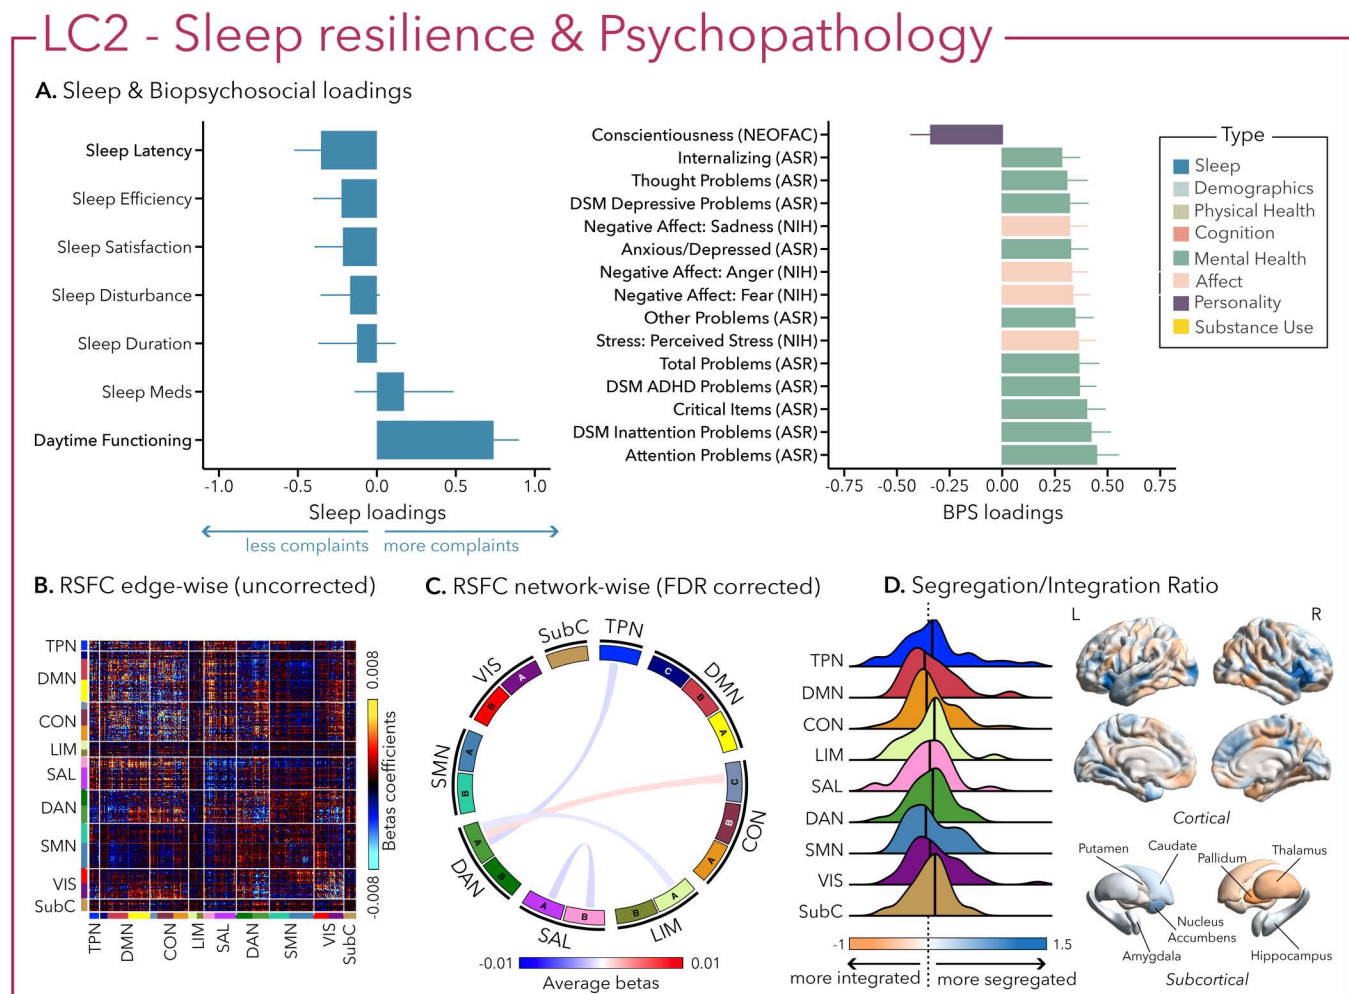 LC2 - Sleep resilience & Psychopathology
A. Sleep & Biopsychosocial loadings
Sleep Latency
Sleep Efficiency
Sleep Satisfaction
Sleep Disturbance
Sleep Duration
Sleep Meds
Daytime Functioning
-1.0 -0.5 0.0 0.5 1.0
Sleep loadings
less complaints more complaints
Conscientiousness (NEOFAC)
Internalizing (ASR)
Thought Problems (ASR)
DSM Depressive Problems (ASR)
Negative Affect: Sadness (NIH)
Anxious/Depressed (ASR)
Negative Affect: Anger (NIH)
Negative Affect: Fear (NIH)
Other Problems (ASR)
Stress: Perceived Stress (NIH)
Total Problems (ASR)
DSM ADHD Problems (ASR)
Critical Items (ASR)
DSM Inattention Problems (ASR)
Attention Problems (ASR)
-0.75 -0.50 -0.25 0.00 0.25 0.50 0.75
BPS loadings
Type
Sleep
Demographics
Physical Health
Cognition
Mental Health
Affect
Personality
Substance Use
B. RSFC edge-wise (uncorrected)
TPN
DMN
CON
LIM
SAL
DAN
SMN
VIS
SubC
TPN DMN CON LIM SAL DAN SMN VIS SubC
0.008
Betas coefficients
-0.008
C. RSFC network-wise (FDR corrected)
TPN
DMN
C
B
A
CON
C
B
A
LIM
A
B
SAL
B
A
DAN
B
A
SMN
B
A
VIS
B
A
SubC
-0.01 0.01
Average betas
D. Segregation/Integration Ratio
TPN
DMN
CON
LIM
SAL
DAN
SMN
VIS
SubC
-1 1.5
more integrated more segregated
L R
Cortical
Putamen
Caudate
Pallidum
Thalamus
Nucleus
Accumbens
Amygdala
Hippocampus
Subcortical